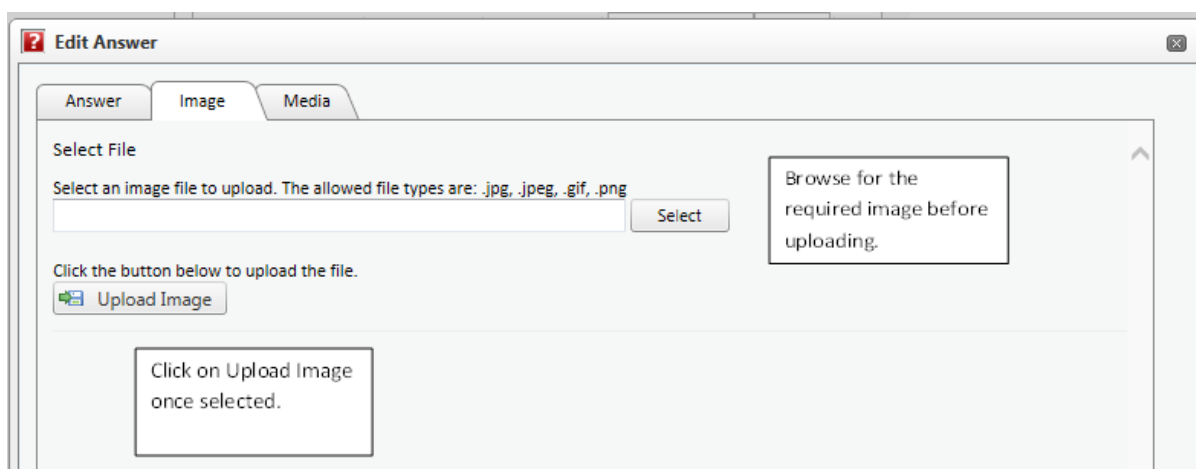 Edit Answer
Answer Image Media
Select File
Select an image file to upload. The allowed file types are: .jpg, .jpeg, .gif, .png
Select
Browse for the
required image before
uploading.
Click the button below to upload the file.
Upload Image
Click on Upload Image
once selected.